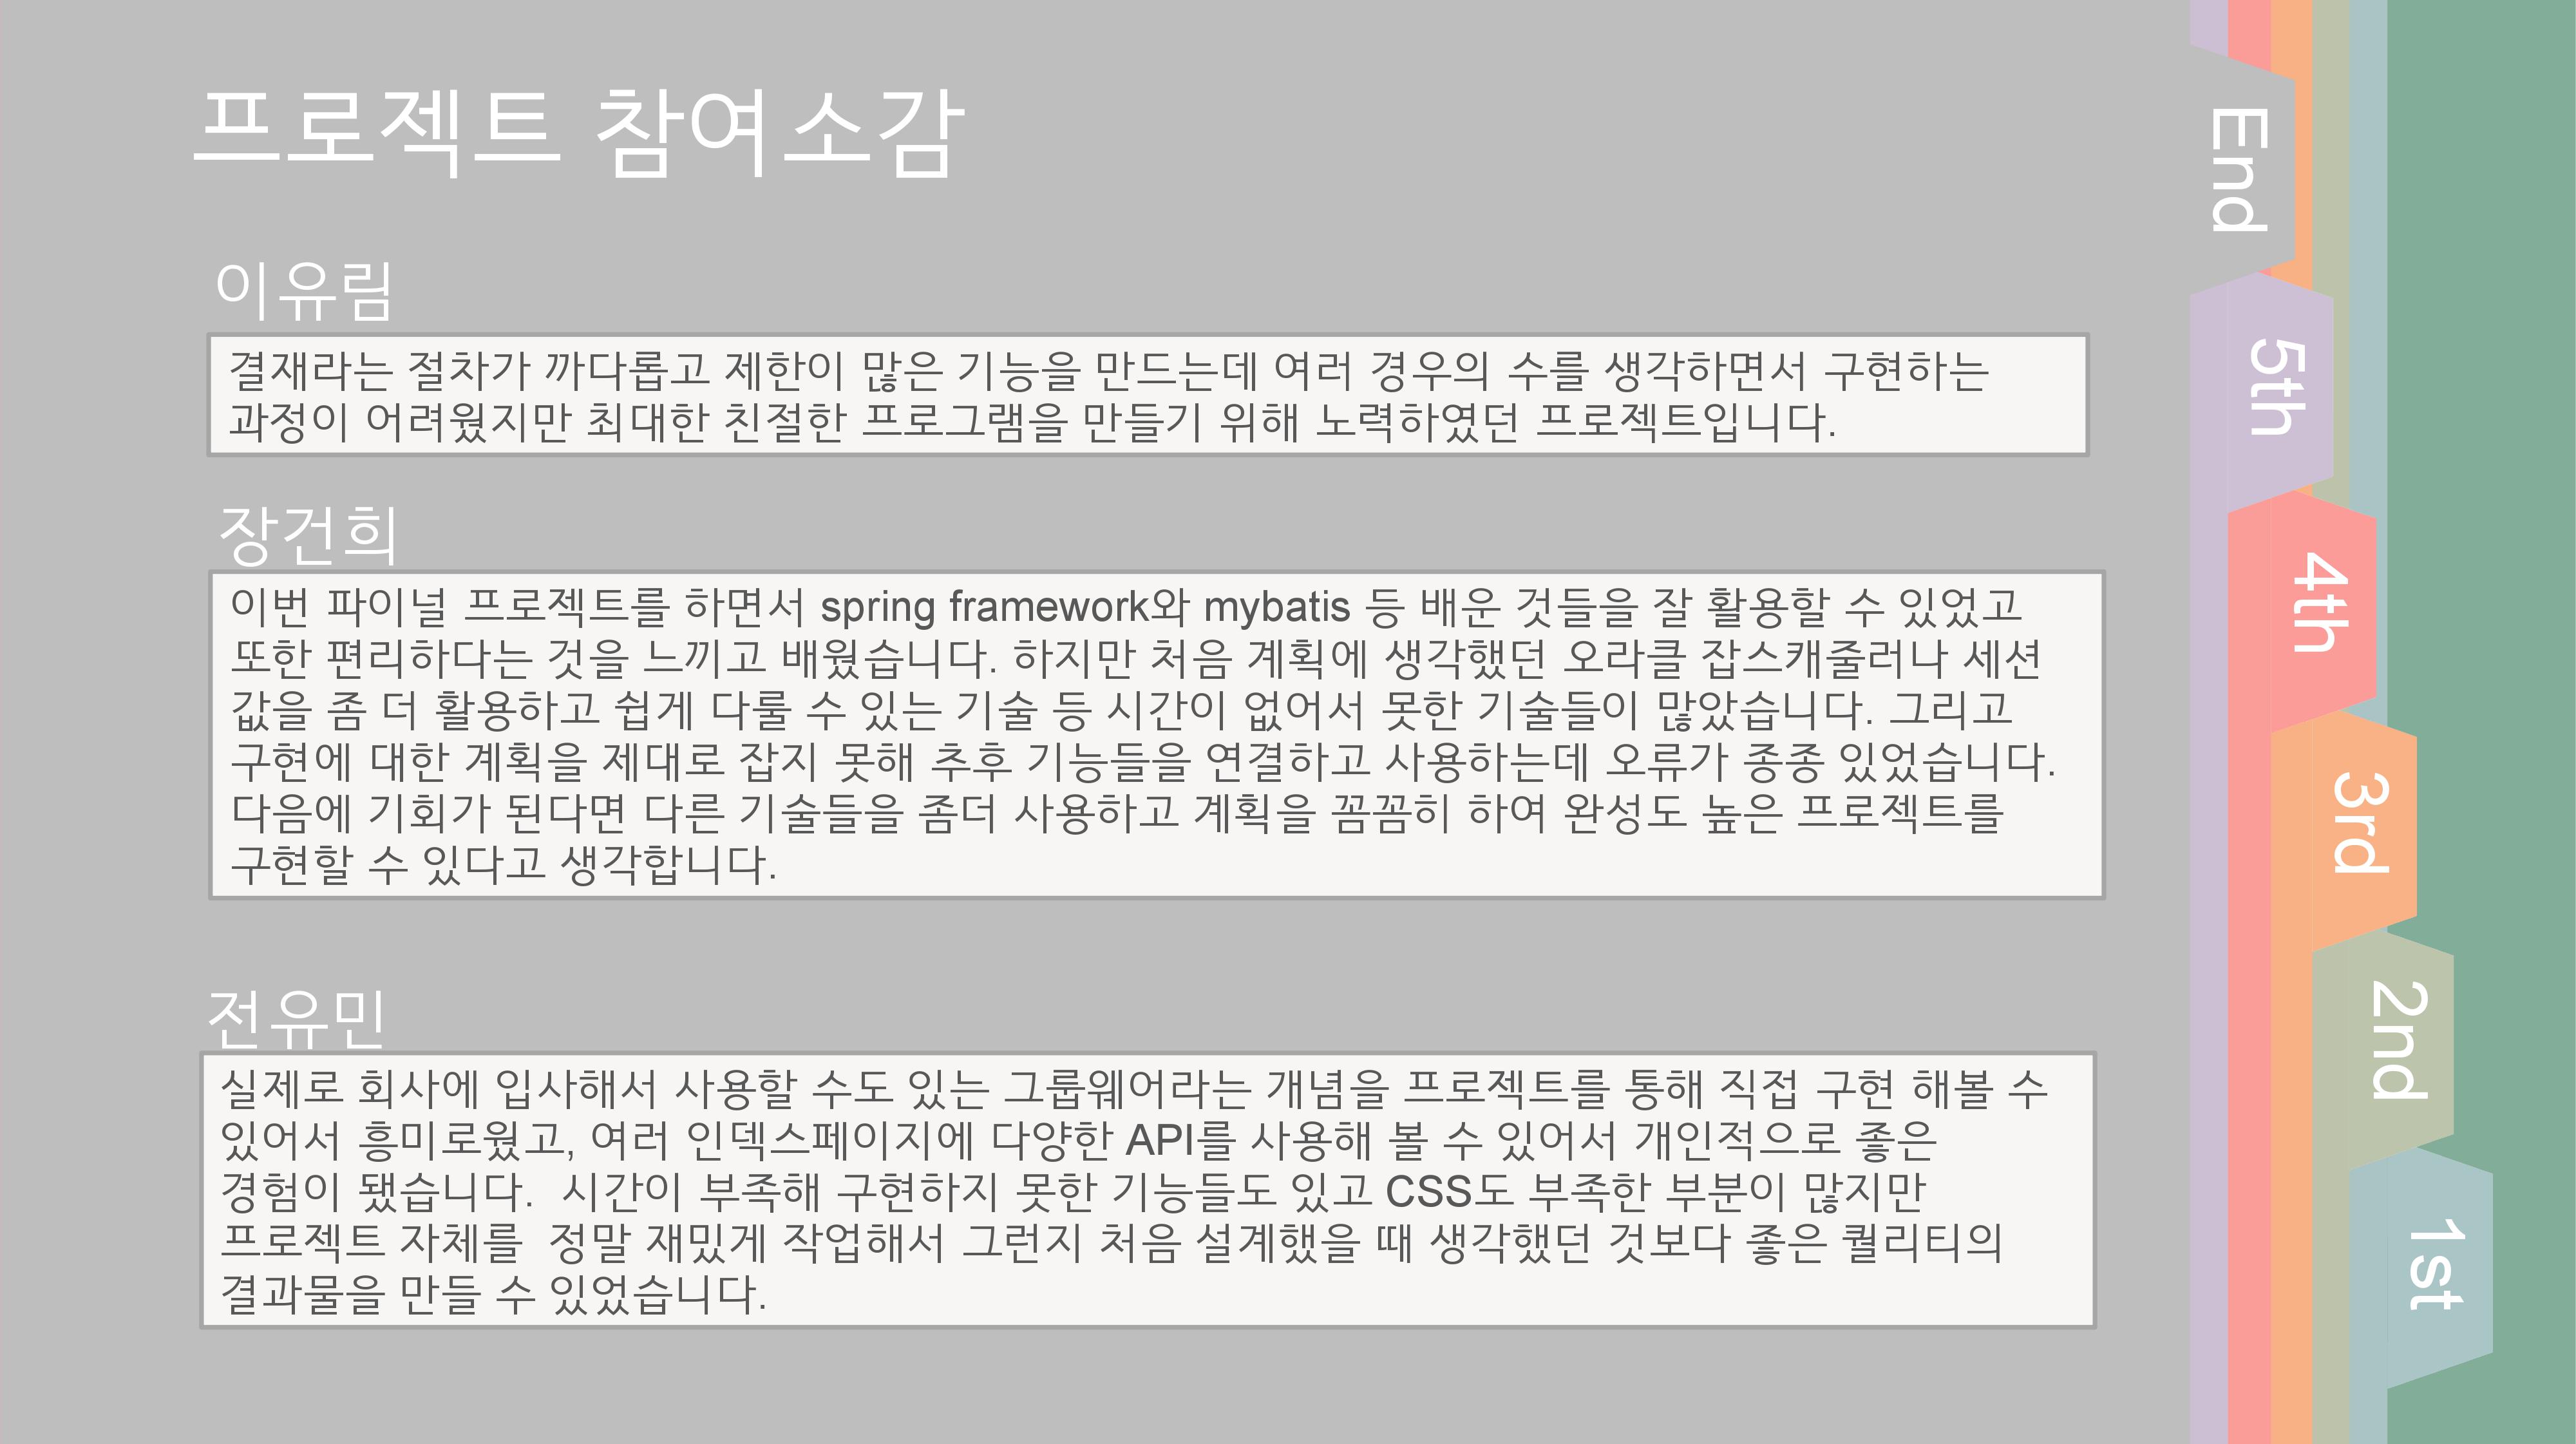 프로젝트 참여소감
이유림
결재라는 절차가 까다롭고 제한이 많은 기능을 만드는데 여러 경우의 수를 생각하면서 구현하는
과정이 어려웠지만 최대한 친절한 프로그램을 만들기 위해 노력하였던 프로젝트입니다.
장건희
이번 파이널 프로젝트를 하면서 spring framework와 mybatis 등 배운 것들을 잘 활용할 수 있었고
또한 편리하다는 것을 느끼고 배웠습니다. 하지만 처음 계획에 생각했던 오라클 잡스캐줄러나 세션
값을 좀 더 활용하고 쉽게 다룰 수 있는 기술 등 시간이 없어서 못한 기술들이 많았습니다. 그리고
구현에 대한 계획을 제대로 잡지 못해 추후 기능들을 연결하고 사용하는데 오류가 종종 있었습니다.
다음에 기회가 된다면 다른 기술들을 좀더 사용하고 계획을 꼼꼼히 하여 완성도 높은 프로젝트를
구현할 수 있다고 생각합니다.
전유민
실제로 회사에 입사해서 사용할 수도 있는 그룹웨어라는 개념을 프로젝트를 통해 직접 구현 해볼 수
있어서 흥미로웠고, 여러 인덱스페이지에 다양한 API를 사용해 볼 수 있어서 개인적으로 좋은
경험이 됐습니다.  시간이 부족해 구현하지 못한 기능들도 있고 CSS도 부족한 부분이 많지만
프로젝트 자체를  정말 재밌게 작업해서 그런지 처음 설계했을 때 생각했던 것보다 좋은 퀄리티의
결과물을 만들 수 있었습니다.
End
5th
4th
3rd
2nd
1st